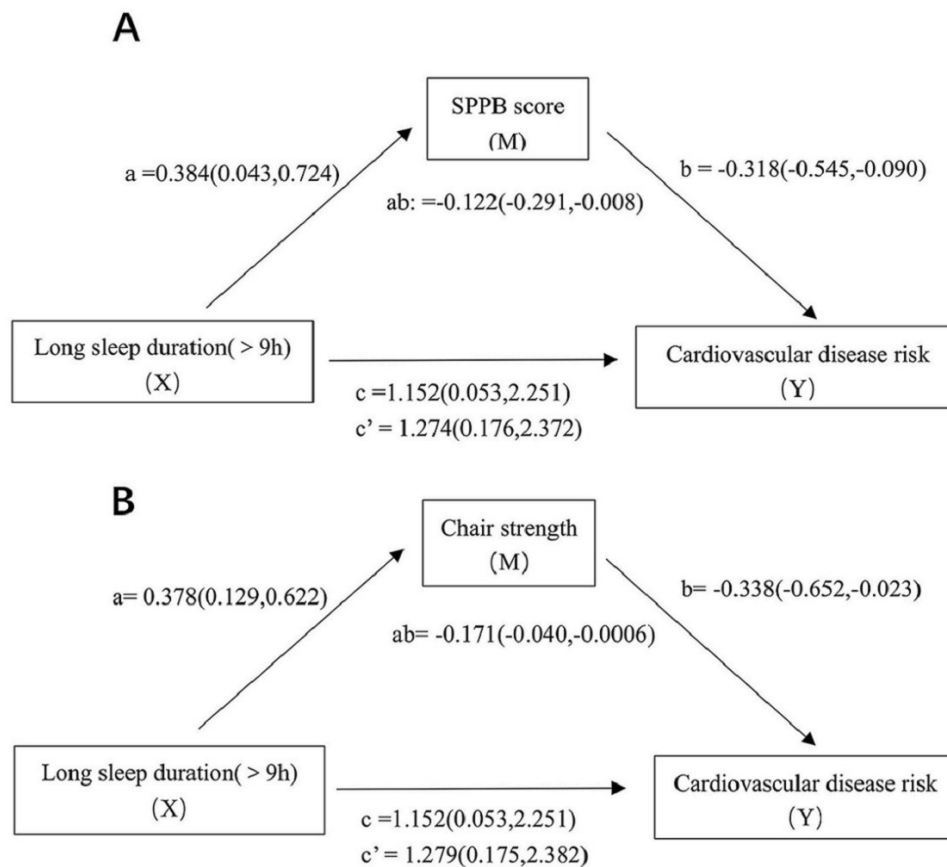 A
SPPB score
(M)
a =0.384(0.043,0.724)
b = -0.318(-0.545,-0.090)
ab: =-0.122(-0.291,-0.008)
Long sleep duration( > 9h)
(X)
Cardiovascular disease risk
(Y)
c =1.152(0.053,2.251)
c’ = 1.274(0.176,2.372)
B
Chair strength
(M)
a= 0.378(0.129,0.622)
b= -0.338(-0.652,-0.023)
ab= -0.171(-0.040,-0.0006)
Long sleep duration( > 9h)
(X)
Cardiovascular disease risk
(Y)
c =1.152(0.053,2.251)
c’ = 1.279(0.175,2.382)